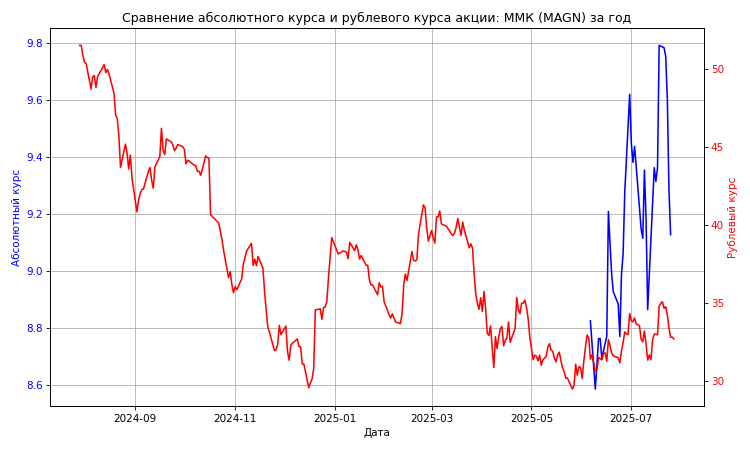 Сравнение абсолютного курса и рублевого курса акции: ММК (MAGN) за год
9.8
9.6
9.4
9.2
9.0
8.8
8.6
Абсолютный курс
50
45
40
35
30
Рублевый курс
2024-09 2024-11 2025-01 2025-03 2025-05 2025-07
Дата